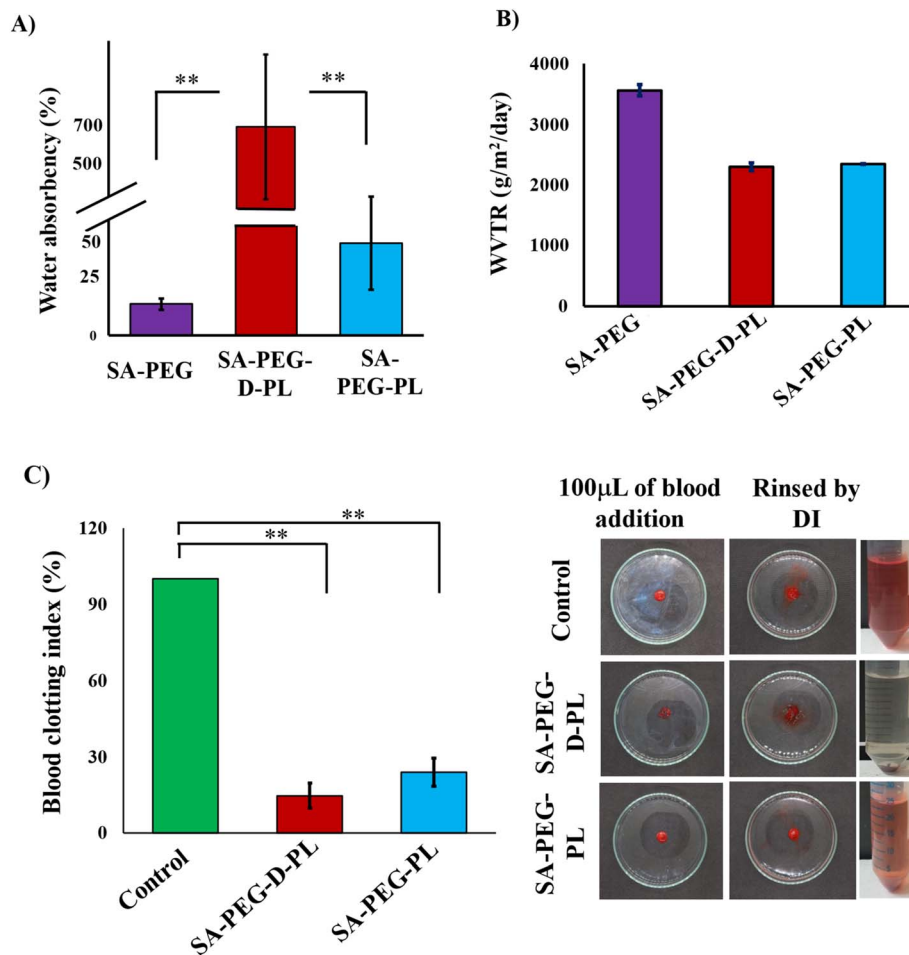 A)
Water absorbency (%)
700
500
50
25
0
**
**
SA-PEG
SA-PEG-
D-PL
SA-
PEG-PL
B)
WVTR (g/m²/day)
4000
3000
2000
1000
0
SA-PEG
SA-PEG-D-PL
SA-PEG-PL
C)
Blood clotting index (%)
120
90
60
30
0
**
**
Control
SA-PEG-D-PL
SA-PEG-PL
100μL of blood
addition
Rinsed by
DI
Control
SA-PEG-
D-PL
SA-PEG-
PL